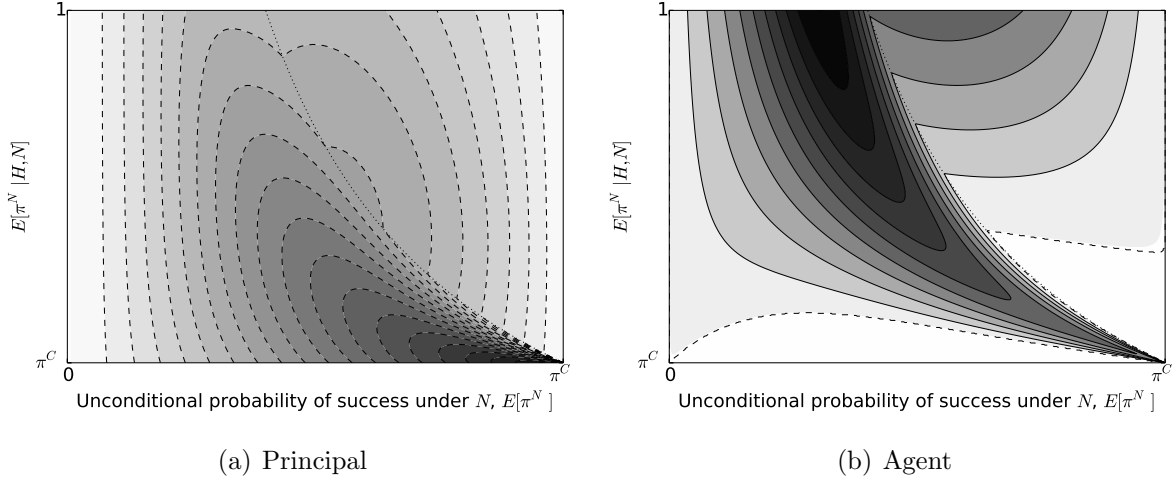 1
E[π^N |H,N]
π^C
0
π^C
Unconditional probability of success under N, E[π^N ]
(a) Principal
1
E[π^N |H,N]
π^C
0
π^C
Unconditional probability of success under N, E[π^N ]
(b) Agent